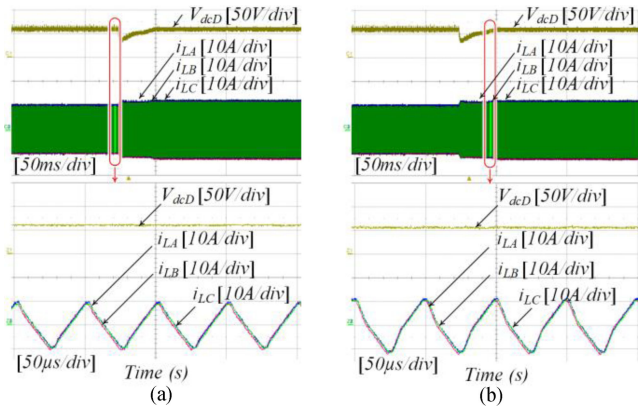 V_dcD [50V/div]
i_LA [10A/div]
i_LB [10A/div]
i_LC [10A/div]
[50ms/div]
V_dcD [50V/div]
i_LA [10A/div]
i_LB [10A/div]
i_LC [10A/div]
[50µs/div]
Time (s)
(a)
V_dcD [50V/div]
i_LA [10A/div]
i_LB [10A/div]
i_LC [10A/div]
[50ms/div]
V_dcD [50V/div]
i_LA [10A/div]
i_LB [10A/div]
i_LC [10A/div]
[50µs/div]
Time (s)
(b)